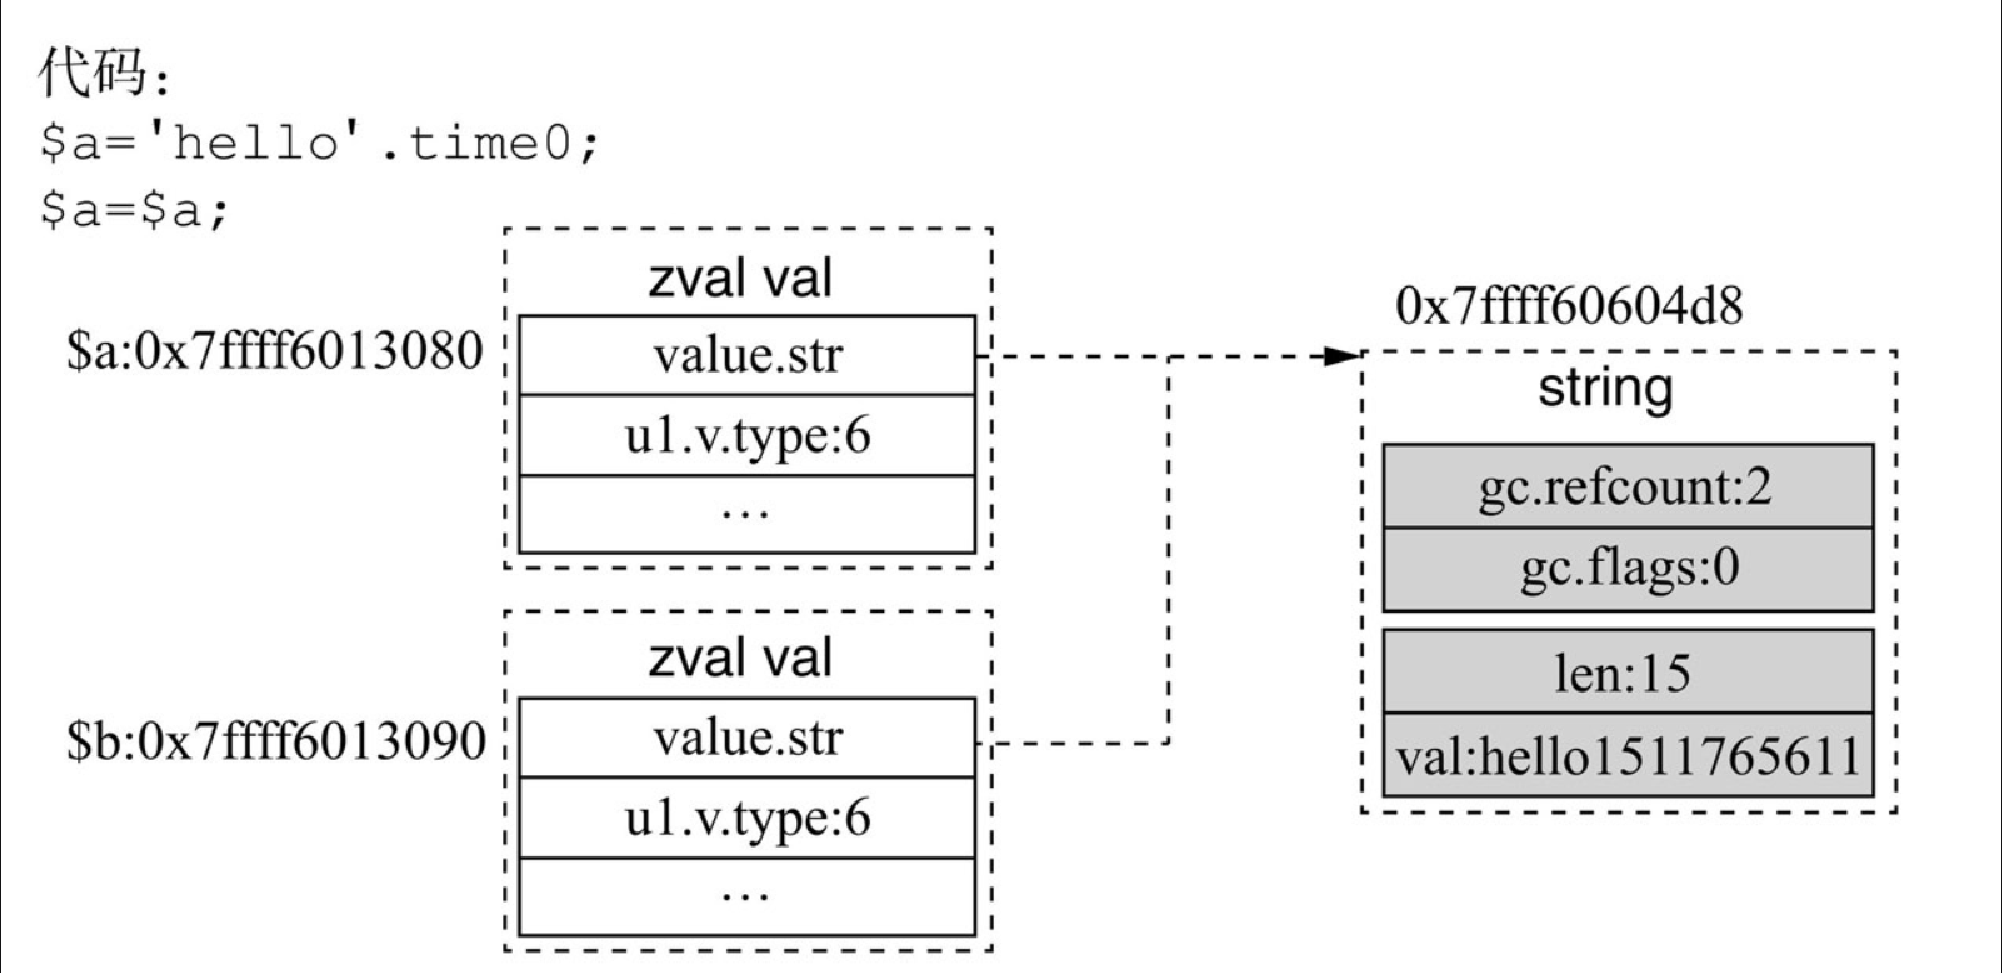 代码：
$a='hello'.time0;
$a=$a;
zval val
$a:0x7ffff6013080
value.str
u1.v.type:6
...
zval val
$b:0x7ffff6013090
value.str
u1.v.type:6
...
0x7ffff60604d8
string
gc.refcount:2
gc.flags:0
len:15
val:hello1511765611